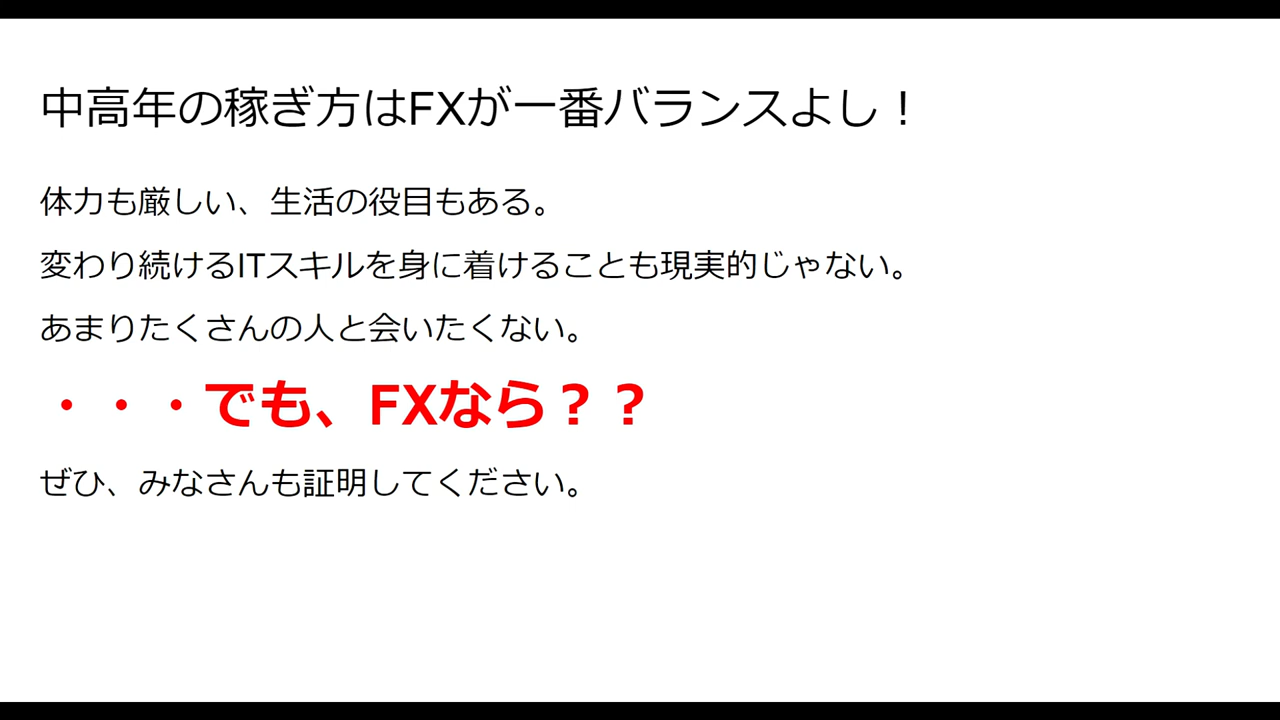 中高年の稼ぎ方はFXが一番バランスよし！
体力も厳しい、生活の役目もある。
変わり続けるITスキルを身に着けることも現実的じゃない。
あまりたくさんの人と会いたくない。
・・・でも、FXなら？？
ぜひ、みなさんも証明してください。